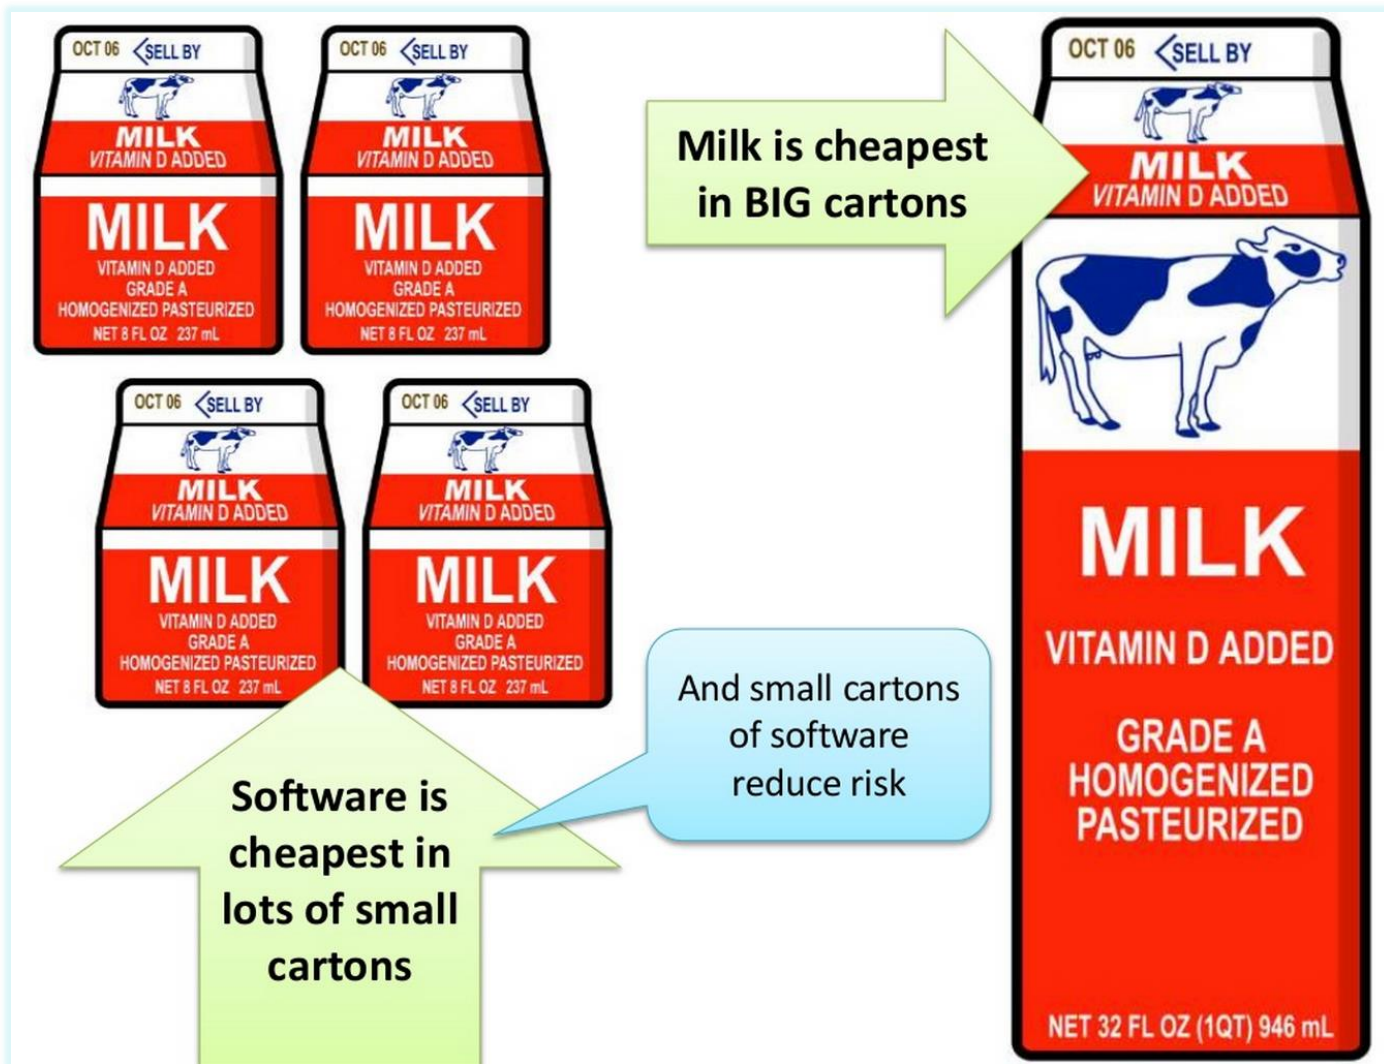 OCT 06 <SELL BY
MILK
VITAMIN D ADDED
MILK
VITAMIN D ADDED
GRADE A
HOMOGENIZED PASTEURIZED
NET 8 FL OZ 237 mL
OCT 06 <SELL BY
MILK
VITAMIN D ADDED
MILK
VITAMIN D ADDED
GRADE A
HOMOGENIZED PASTEURIZED
NET 8 FL OZ 237 mL
Milk is cheapest
in BIG cartons
OCT 06 <SELL BY
MILK
VITAMIN D ADDED
MILK
VITAMIN D ADDED
GRADE A
HOMOGENIZED
PASTEURIZED
NET 32 FL OZ (1QT) 946 mL
OCT 06 <SELL BY
MILK
VITAMIN D ADDED
MILK
VITAMIN D ADDED
GRADE A
HOMOGENIZED PASTEURIZED
NET 8 FL OZ 237 mL
OCT 06 <SELL BY
MILK
VITAMIN D ADDED
MILK
VITAMIN D ADDED
GRADE A
HOMOGENIZED PASTEURIZED
NET 8 FL OZ 237 mL
Software is
cheapest in
lots of small
cartons
And small cartons
of software
reduce risk